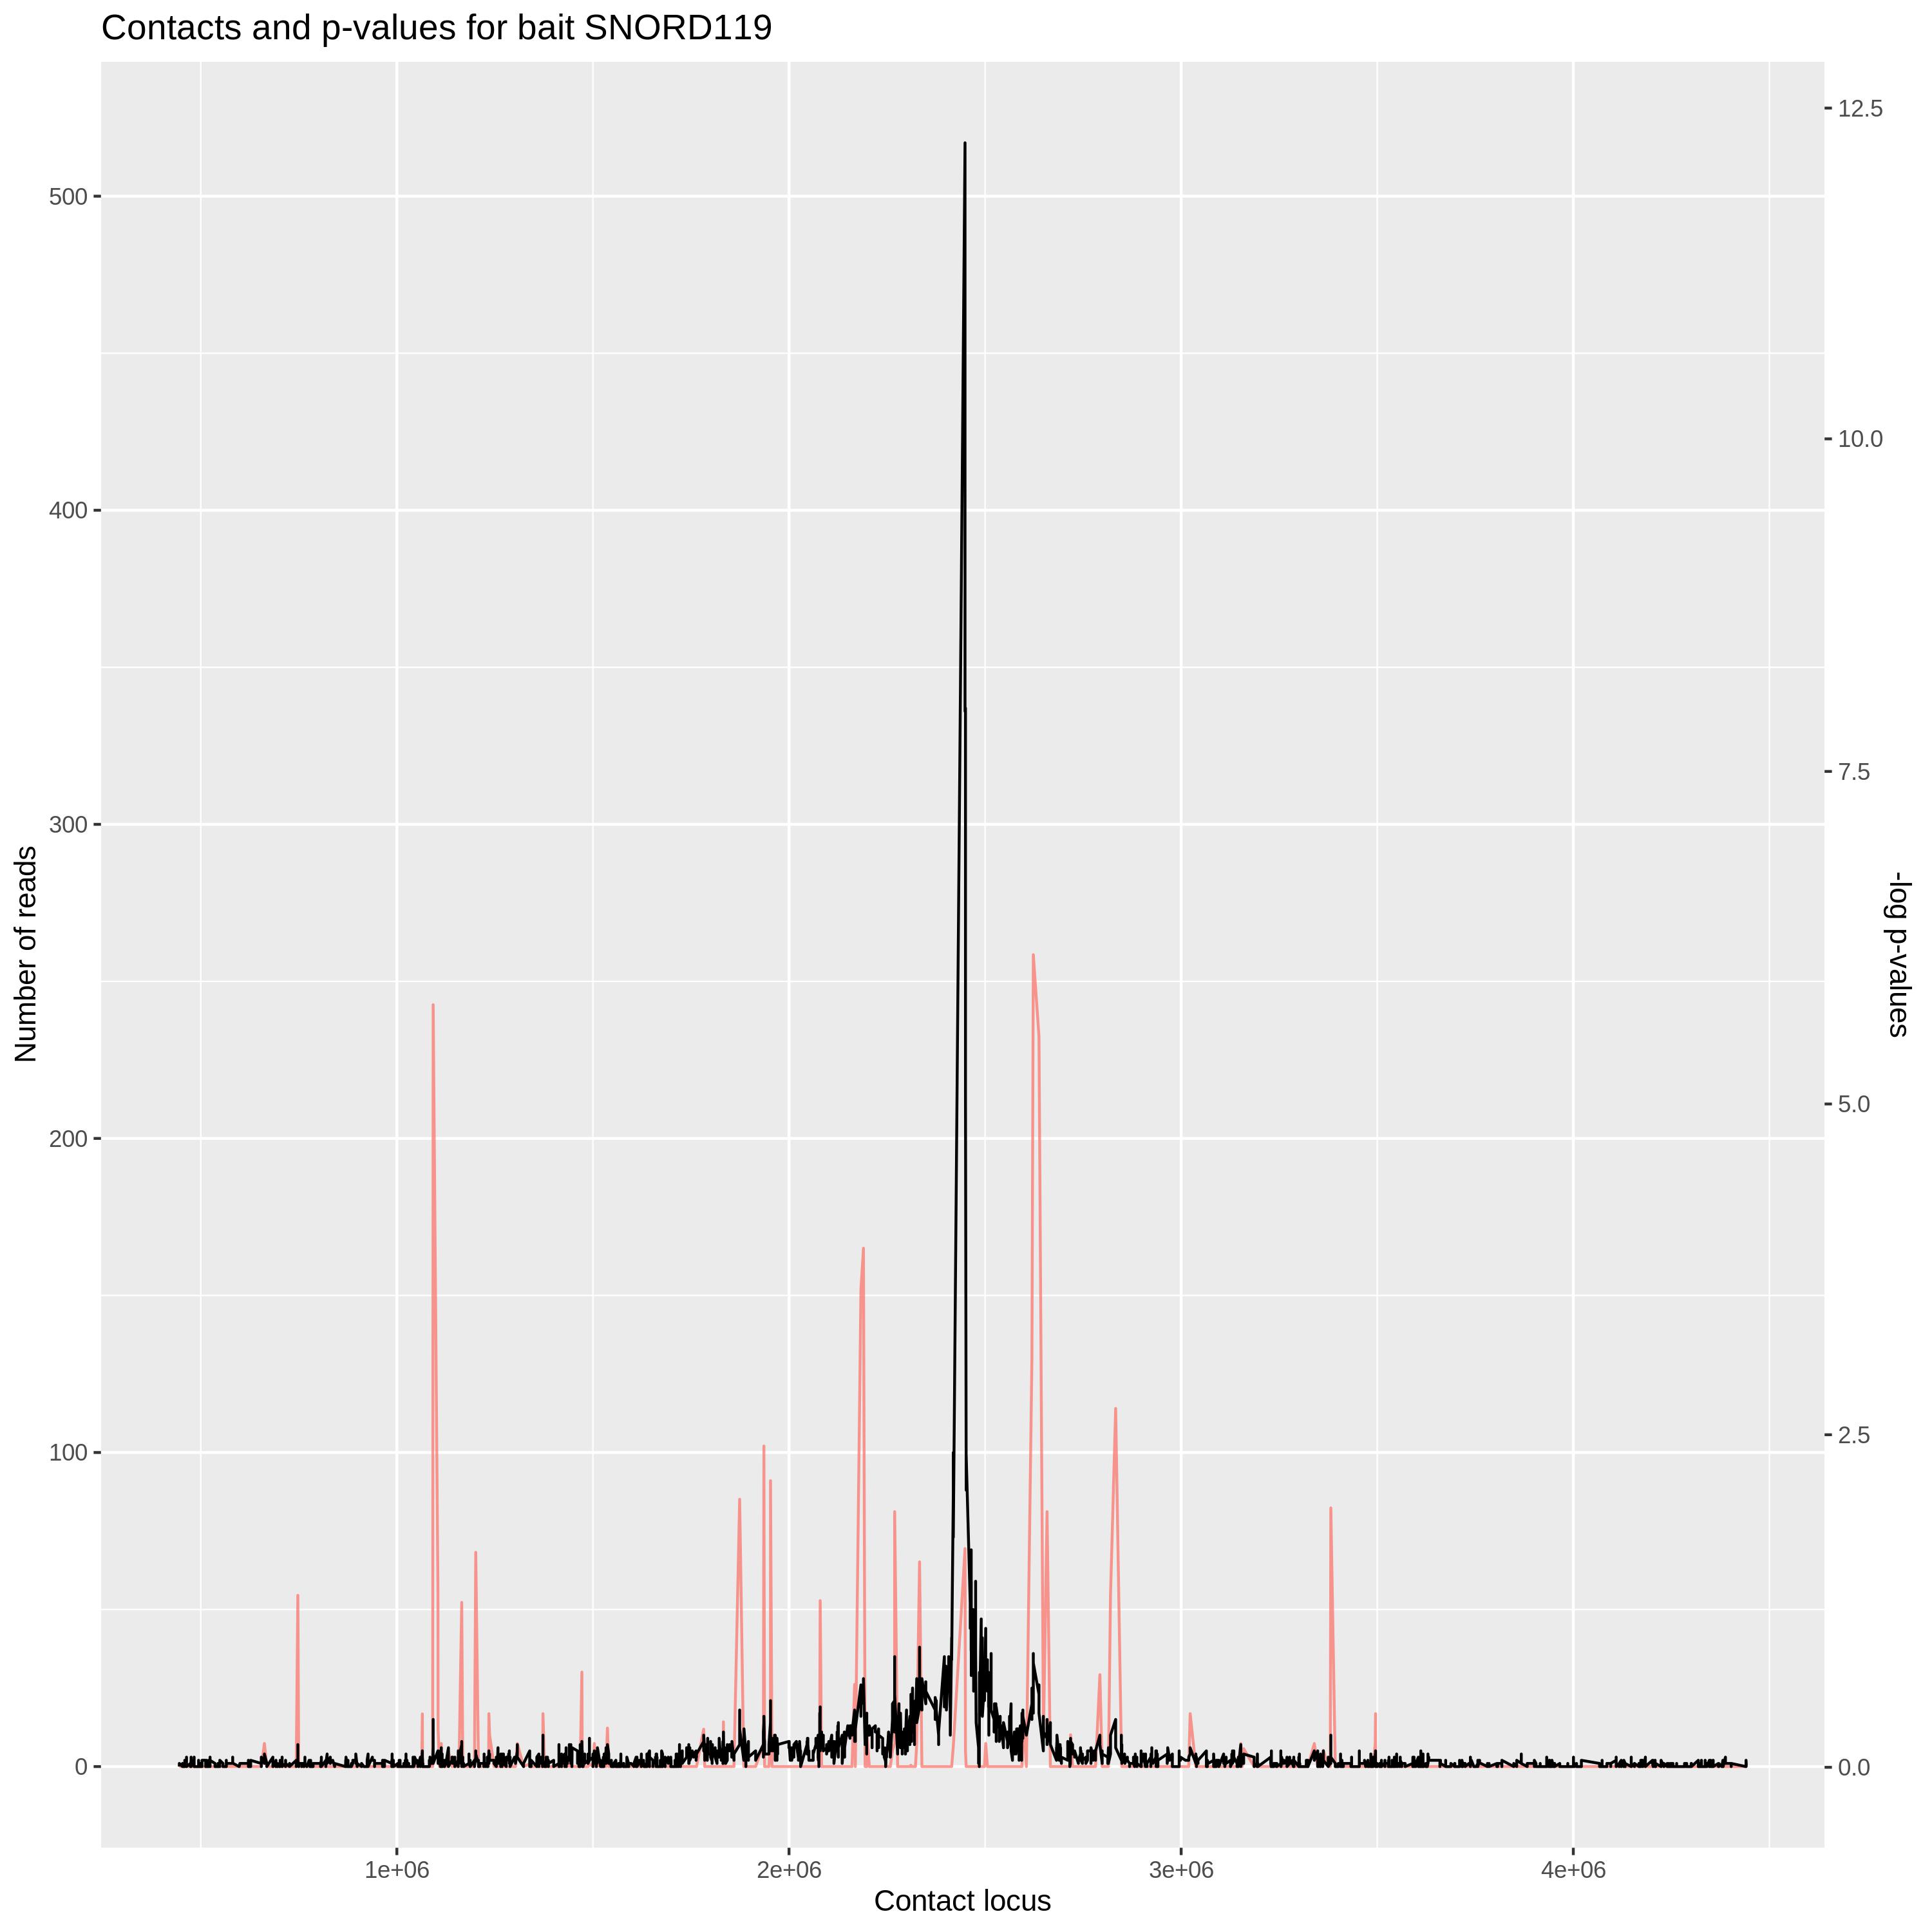 Contacts and p-values for bait SNORD119
12.5
500
10.0
400
7.5
300
Number of reads
-log p-values
5.0
200
2.5
100
0
0.0
1e+06
2e+06
3e+06
4e+06
Contact locus